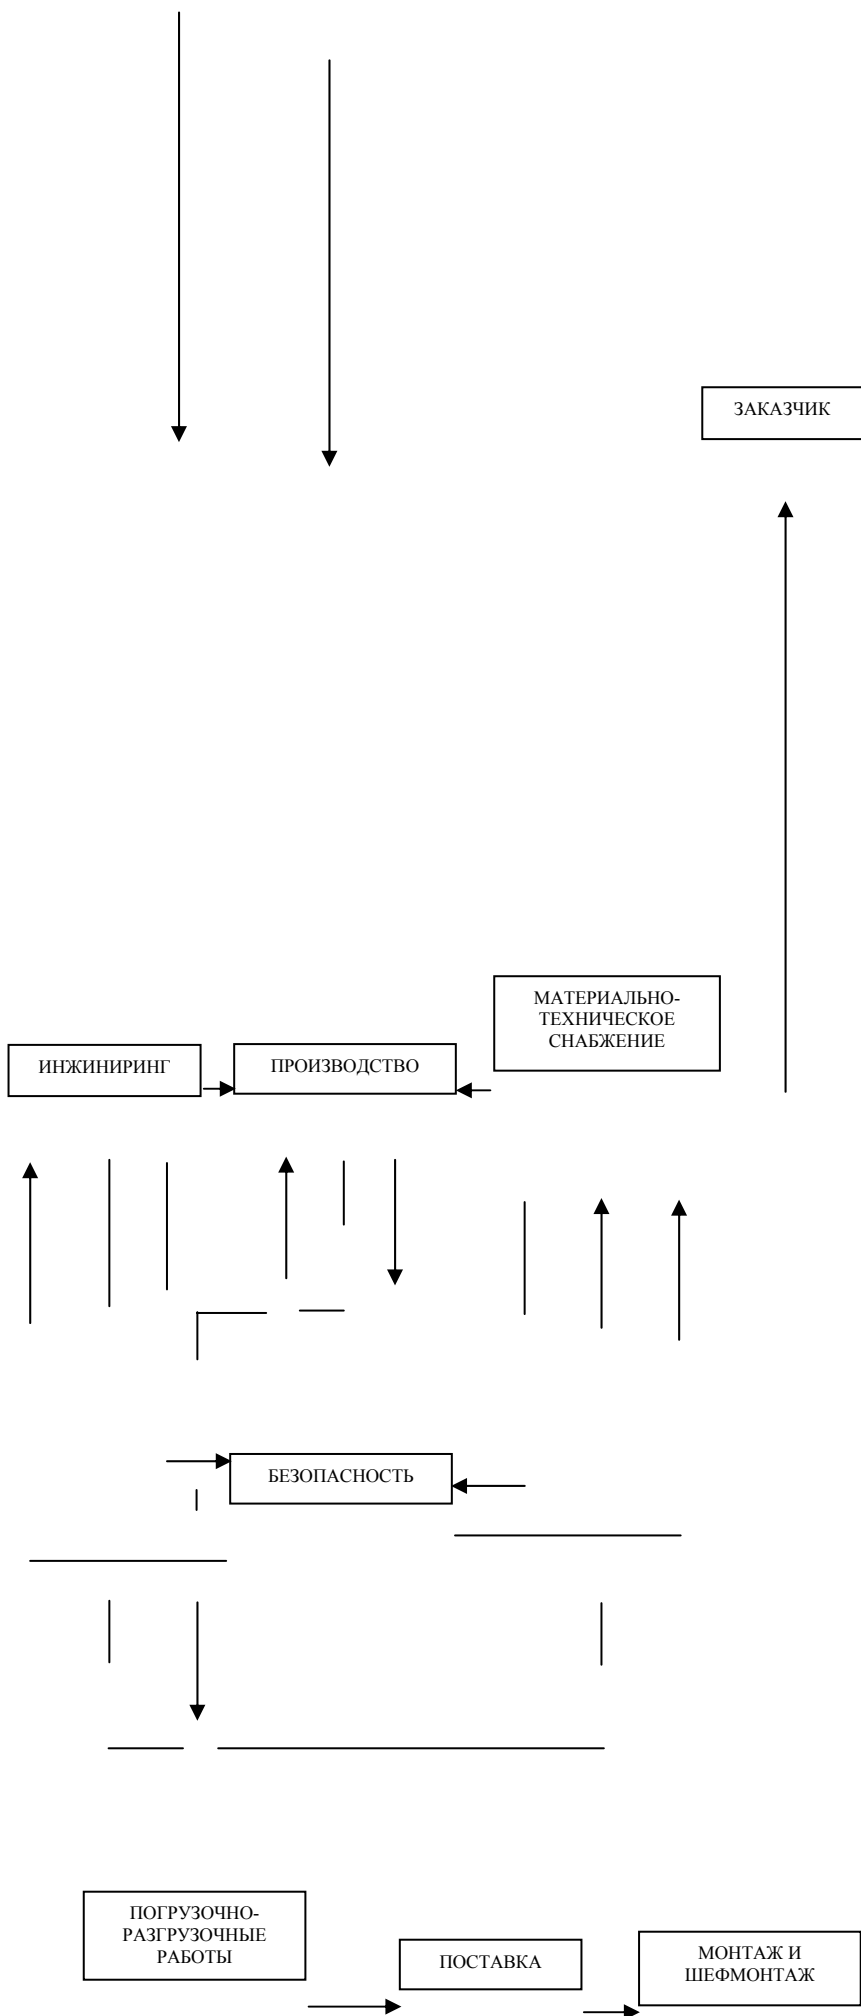 ЗАКАЗЧИК
МАТЕРИАЛЬНО-
ТЕХНИЧЕСКОЕ
СНАБЖЕНИЕ
ИНЖИНИРИНГ
ПРОИЗВОДСТВО
БЕЗОПАСНОСТЬ
ПОГРУЗОЧНО-
РАЗГРУЗОЧНЫЕ
РАБОТЫ
ПОСТАВКА
МОНТАЖ И
ШЕФМОНТАЖ